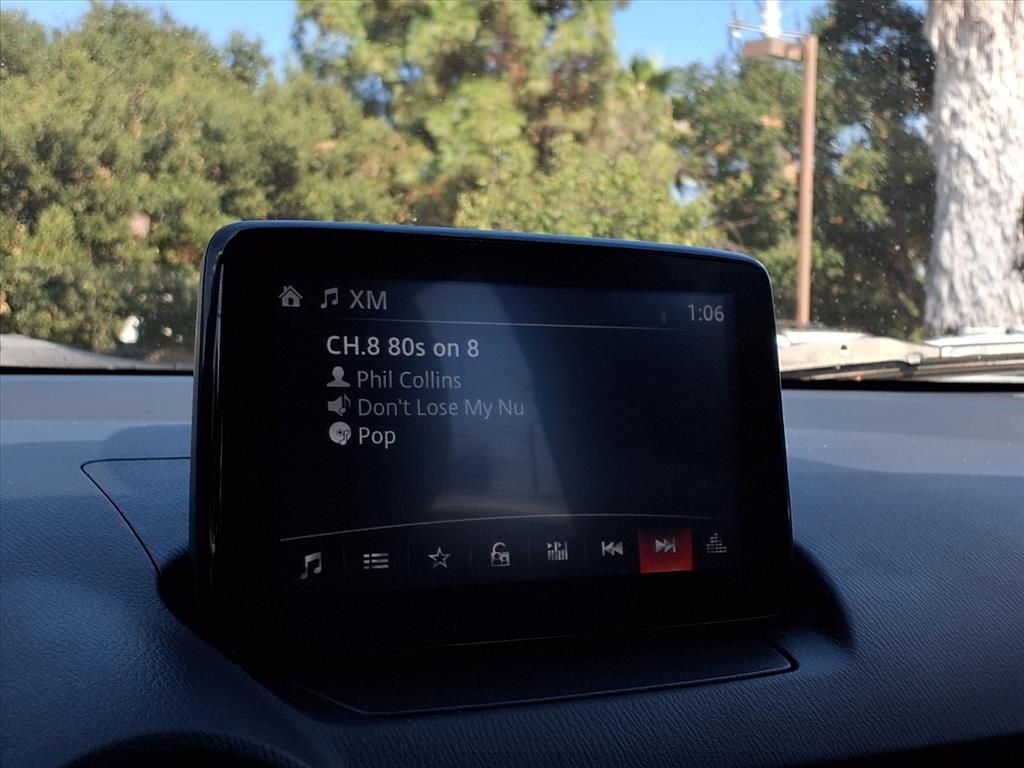 XM
1:06
CH.8 80s on 8
Phil Collins
Don't Lose My Nu
Pop